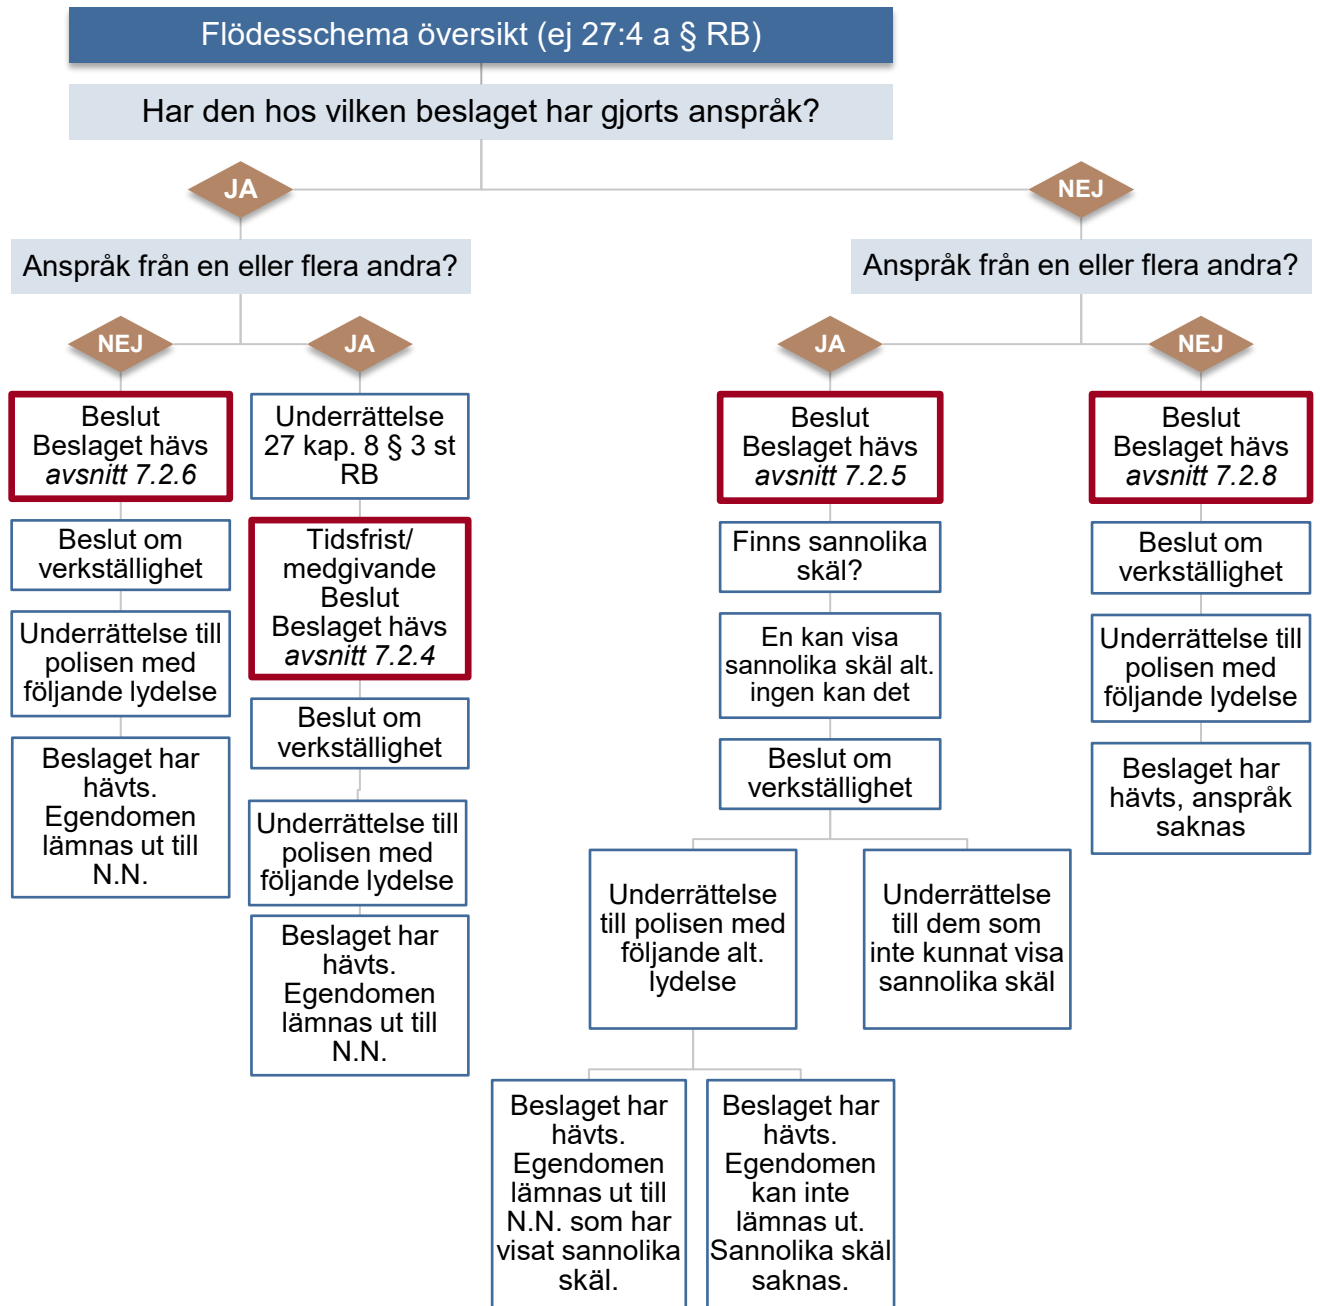 Flödesschema översikt (ej 27:4 a § RB)
Har den hos vilken beslaget har gjorts anspråk?
JA
NEJ
Anspråk från en eller flera andra?
Anspråk från en eller flera andra?
NEJ
JA
JA
NEJ
Beslut
Beslaget hävs
avsnitt 7.2.6
Beslut om
verkställighet
Underrättelse till
polisen med
följande lydelse
Beslaget har
hävts.
Egendomen
lämnas ut till
N.N.
Underrättelse
27 kap. 8 § 3 st
RB
Tidsfrist/
medgivande
Beslut
Beslaget hävs
avsnitt 7.2.4
Beslut om
verkställighet
Underrättelse till
polisen med
följande lydelse
Beslaget har
hävts.
Egendomen
lämnas ut till
N.N.
Beslut
Beslaget hävs
avsnitt 7.2.5
Finns sannolika
skäl?
En kan visa
sannolika skäl alt.
ingen kan det
Beslut om
verkställighet
Underrättelse
till polisen med
följande alt.
lydelse
Underrättelse
till dem som
inte kunnat visa
sannolika skäl
Beslaget har
hävts.
Egendomen
lämnas ut till
N.N. som har
visat sannolika
skäl.
Beslaget har
hävts.
Egendomen
kan inte
lämnas ut.
Sannolika skäl
saknas.
Beslut
Beslaget hävs
avsnitt 7.2.8
Beslut om
verkställighet
Underrättelse till
polisen med
följande lydelse
Beslaget har
hävts, anspråk
saknas